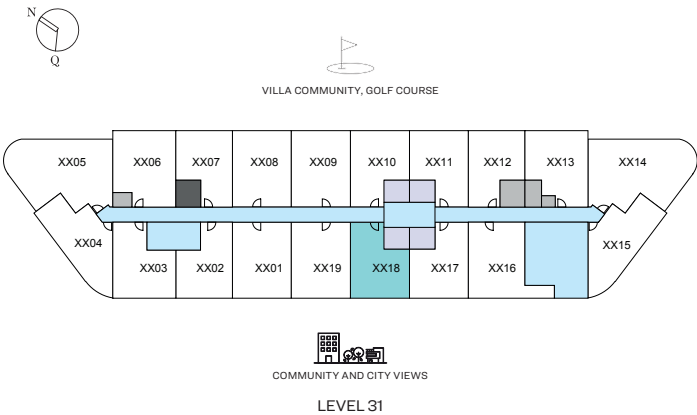 N
Q
VILLA COMMUNITY, GOLF COURSE
XX05 XX06 XX07 XX08 XX09 XX10 XX11 XX12 XX13 XX14
XX04 XX15
XX03 XX02 XX01 XX19 XX18 XX17 XX16
COMMUNITY AND CITY VIEWS
LEVEL 31